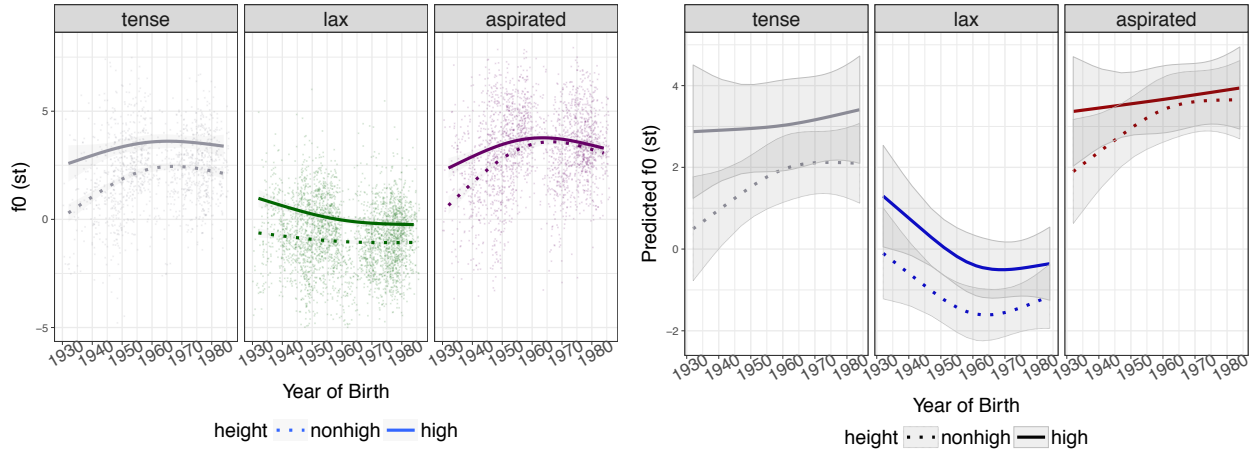 tense lax aspirated
f0 (st)
5
0
−5
1930 1940 1950 1960 1970 1980 1930 1940 1950 1960 1970 1980 1930 1940 1950 1960 1970 1980
Year of Birth
height nonhigh high
tense lax aspirated
Predicted f0 (st)
4
2
0
−2
1930 1940 1950 1960 1970 1980 1930 1940 1950 1960 1970 1980 1930 1940 1950 1960 1970 1980
Year of Birth
height nonhigh high